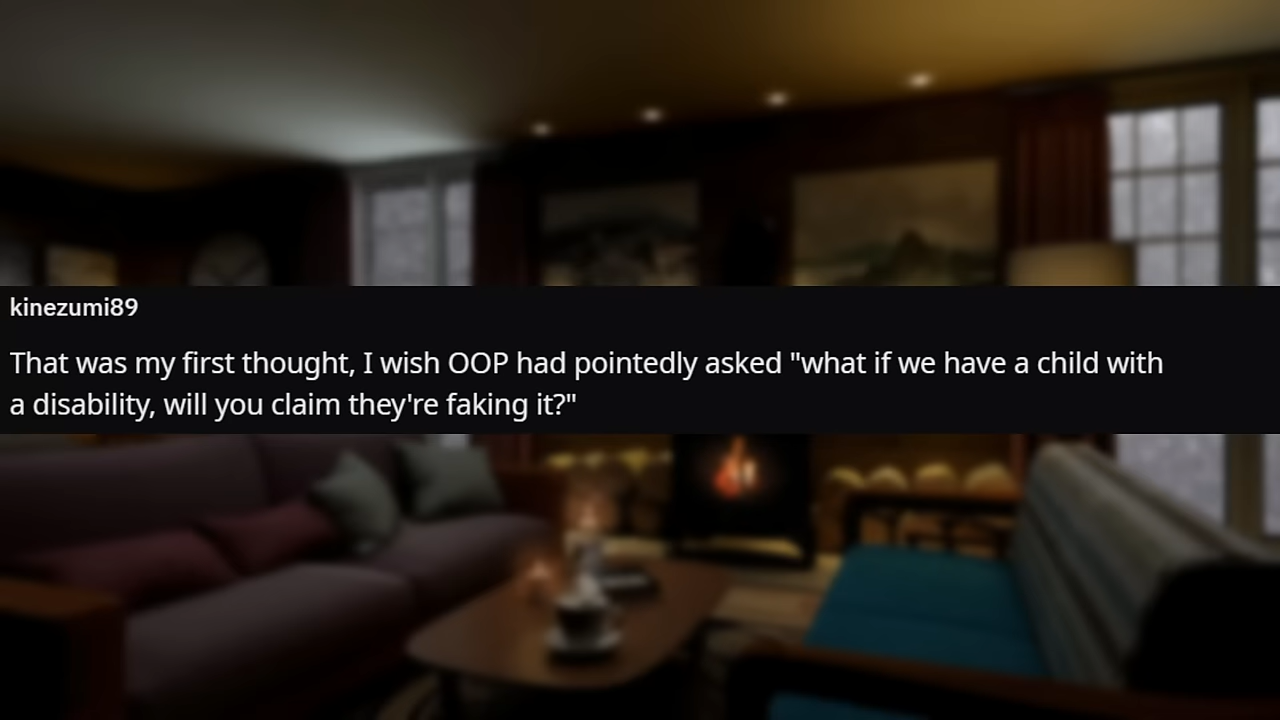 kinezumi89
That was my first thought, I wish OOP had pointedly asked "what if we have a child with
a disability, will you claim they're faking it?"